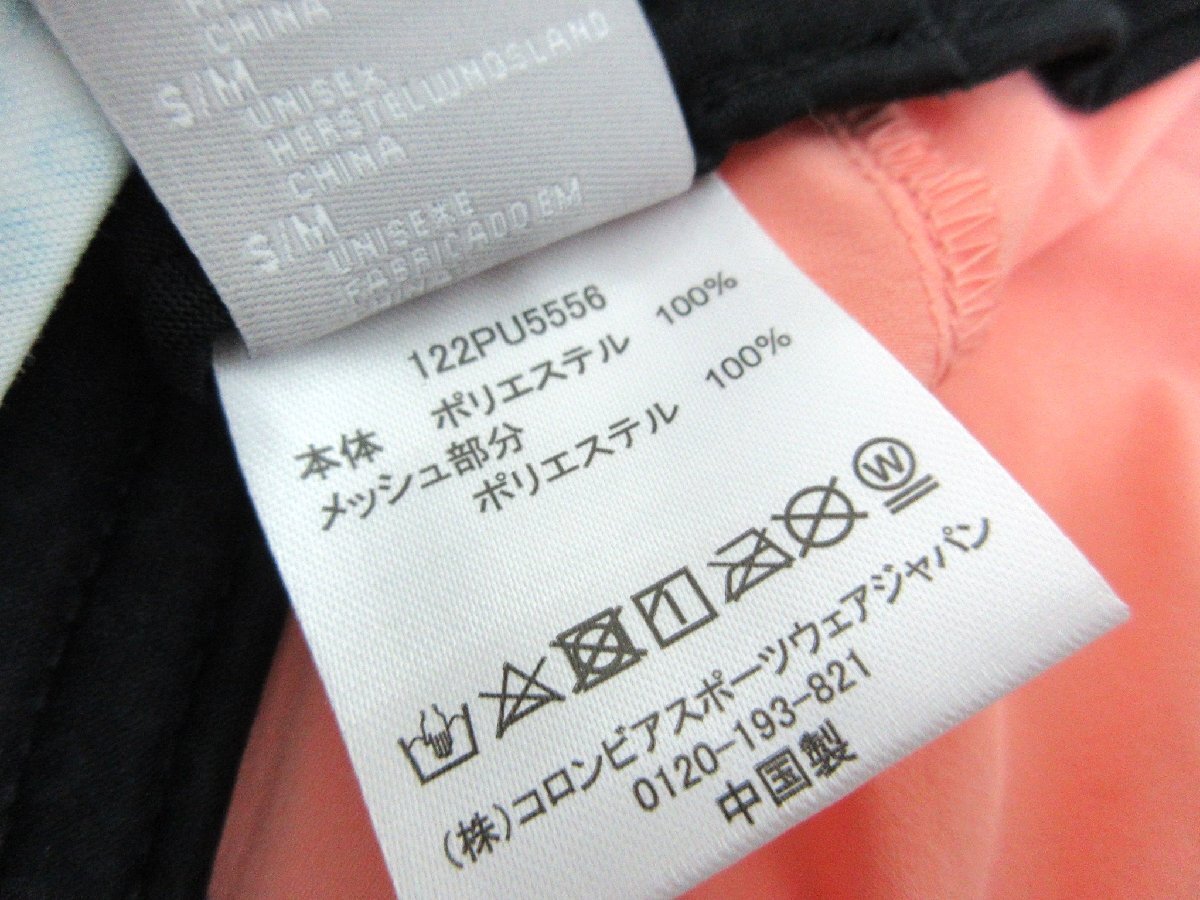 CHINA
S/M
UNISEX
HERSTELLUNGSLAND
CHINA
S/M
UNISEXE
FABRICADO EM
122PU5556
本体 ポリエステル 100%
メッシュ部分
ポリエステル 100%
W
(株)コロンビアスポーツウェアジャパン
0120-193-821
中国製